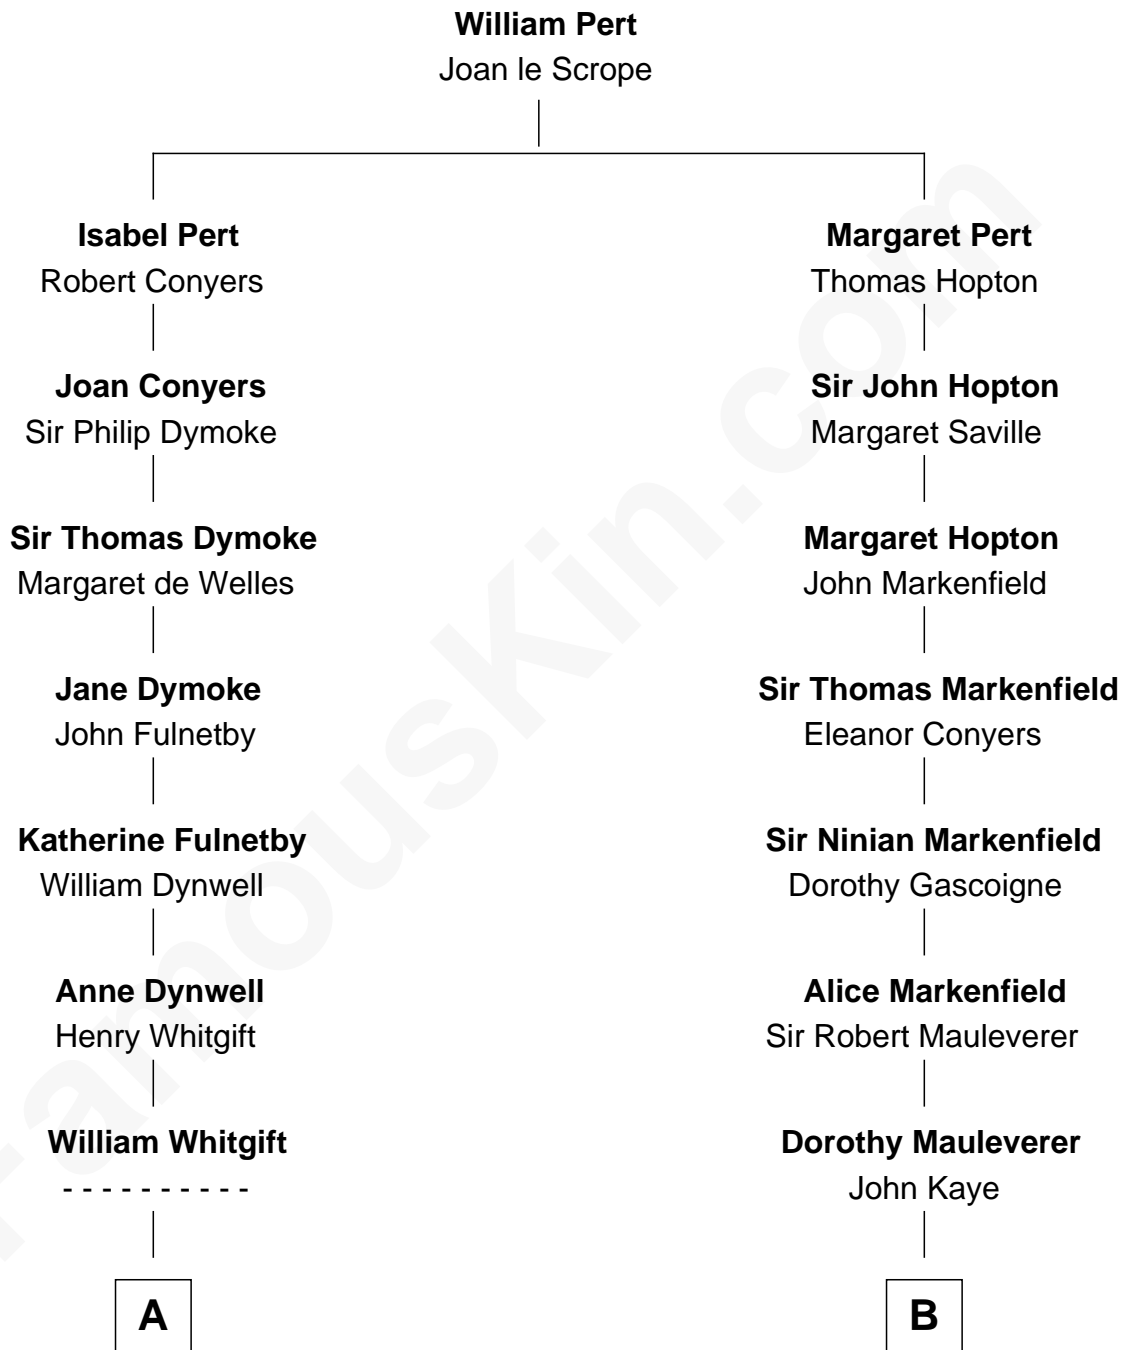 William Pert
Joan le Scrope
Isabel Pert
Robert Conyers
Margaret Pert
Thomas Hopton
Joan Conyers
Sir Philip Dymoke
Sir John Hopton
Margaret Saville
Sir Thomas Dymoke
Margaret de Welles
Margaret Hopton
John Markenfield
Jane Dymoke
John Fulnetby
Sir Thomas Markenfield
Eleanor Conyers
Katherine Fulnetby
William Dynwell
Sir Ninian Markenfield
Dorothy Gascoigne
Anne Dynwell
Henry Whitgift
Alice Markenfield
Sir Robert Mauleverer
William Whitgift
- - - - - - - - - -
Dorothy Mauleverer
John Kaye
A
B
FamousKin.com